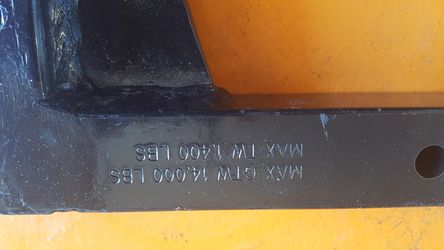 MAX GTW 14,000 LBS
MAX TW 1,400 LBS